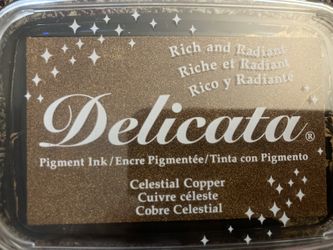 Rich and Radiant
Riche et Radiant
Rico y Radiante
Delicata®
Pigment Ink/Encre Pigmentée/Tinta con Pigmento
Celestial Copper
Cuivre céleste
Cobre Celestial